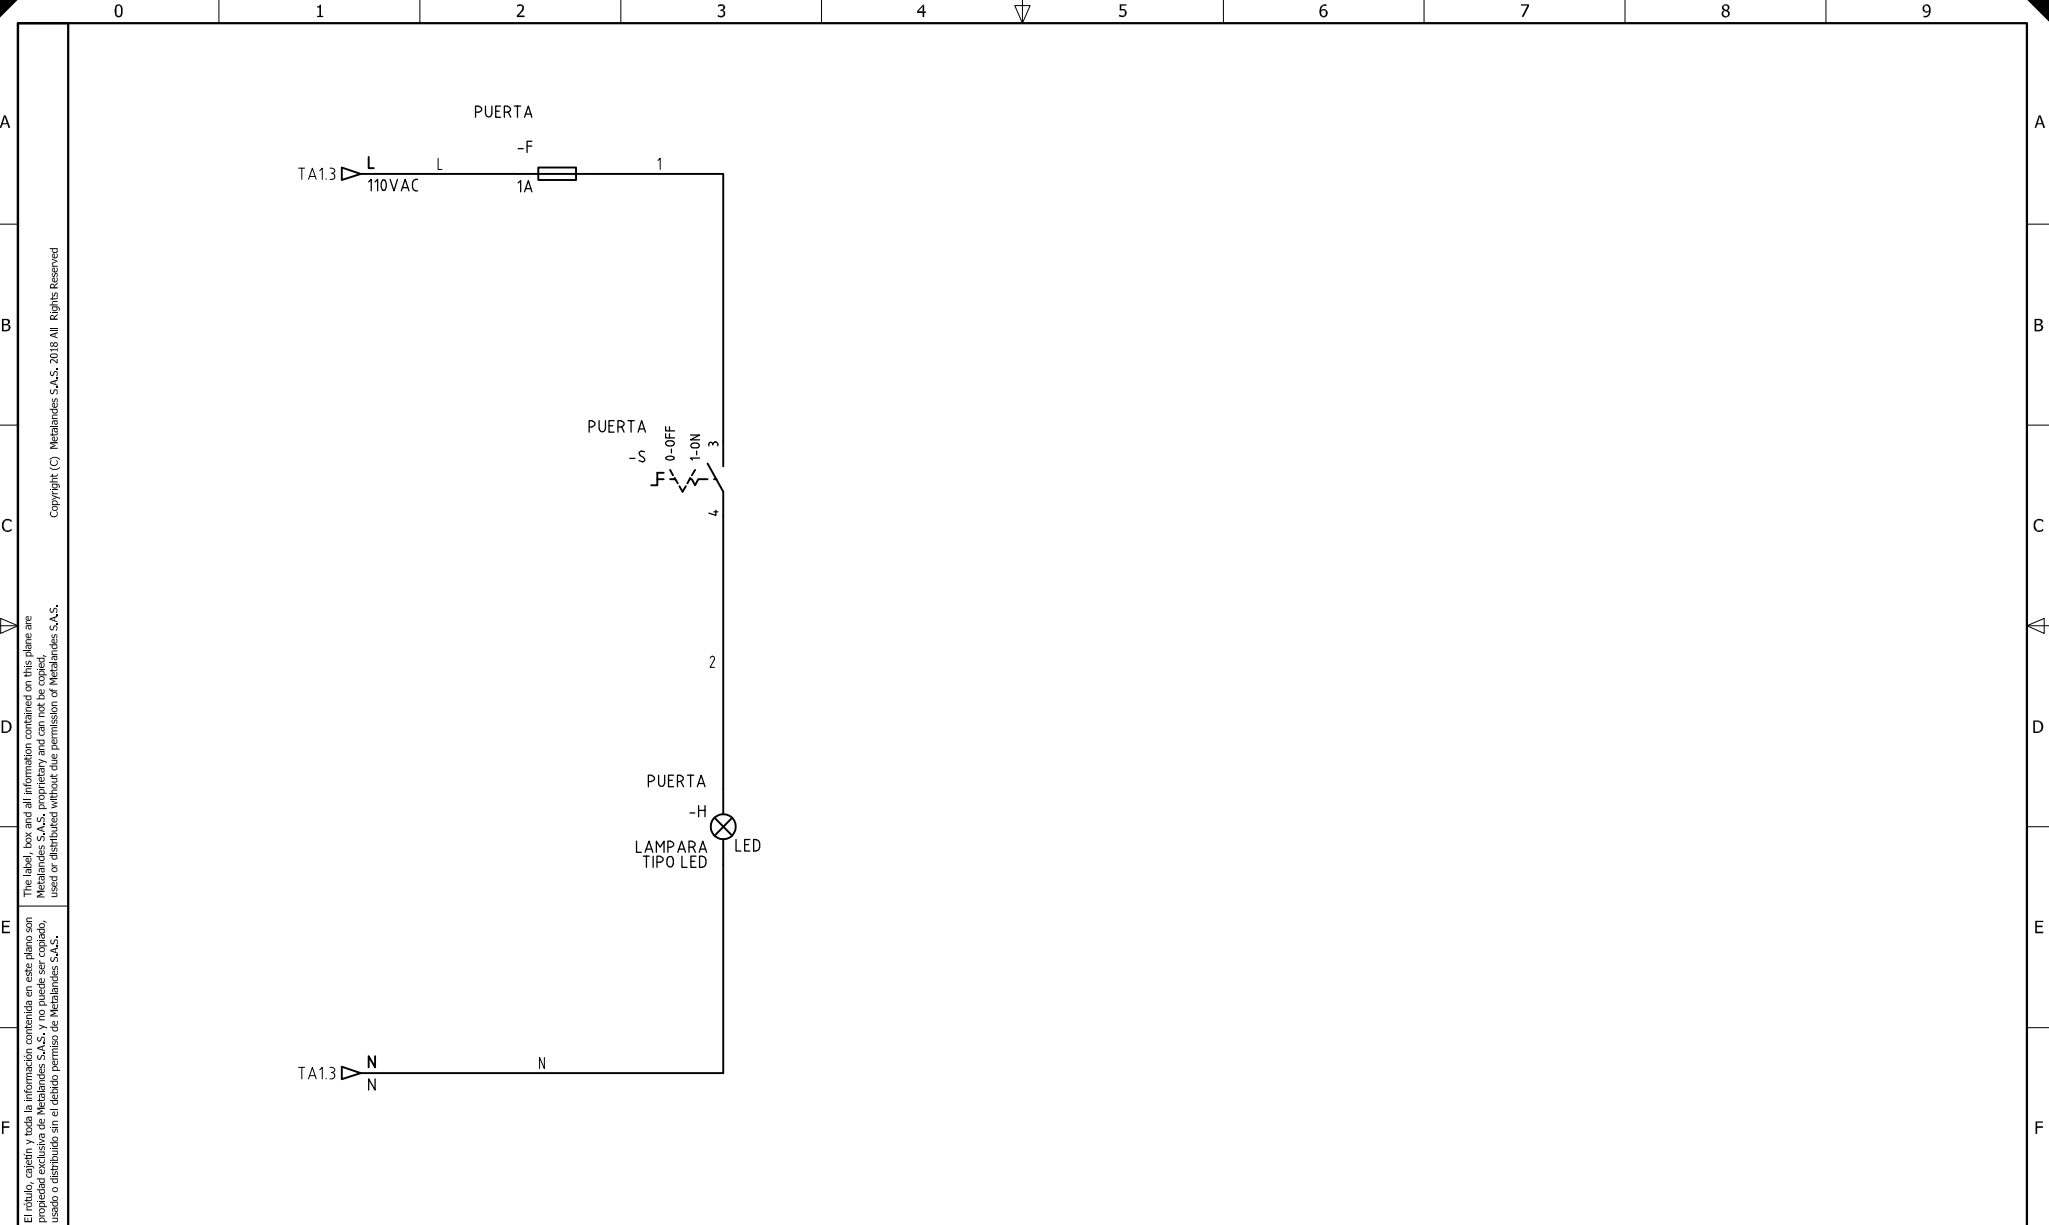 0 1 2 3 4 5 6 7 8 9
A A
B B
C C
D D
E E
F F
PUERTA
-F
TA1.3 L L 1
110VAC 1A
PUERTA
-S
0-OFF
1-ON
3
4
2
PUERTA
-H
LAMPARA LED
TIPO LED
TA1.3 N N
N
Copyright (C) Metalandes S.A.S. 2018 All Rights Reserved
The label, box and all information contained on this plane are
Metalandes S.A.S. proprietary and can not be copied,
used or distributed without due permission of Metalandes S.A.S.
El rótulo, cajetín y toda la información contenida en este plano son
propiedad exclusiva de Metalandes S.A.S. y no puede ser copiado,
usado o distribuido sin el debido permiso de Metalandes S.A.S.